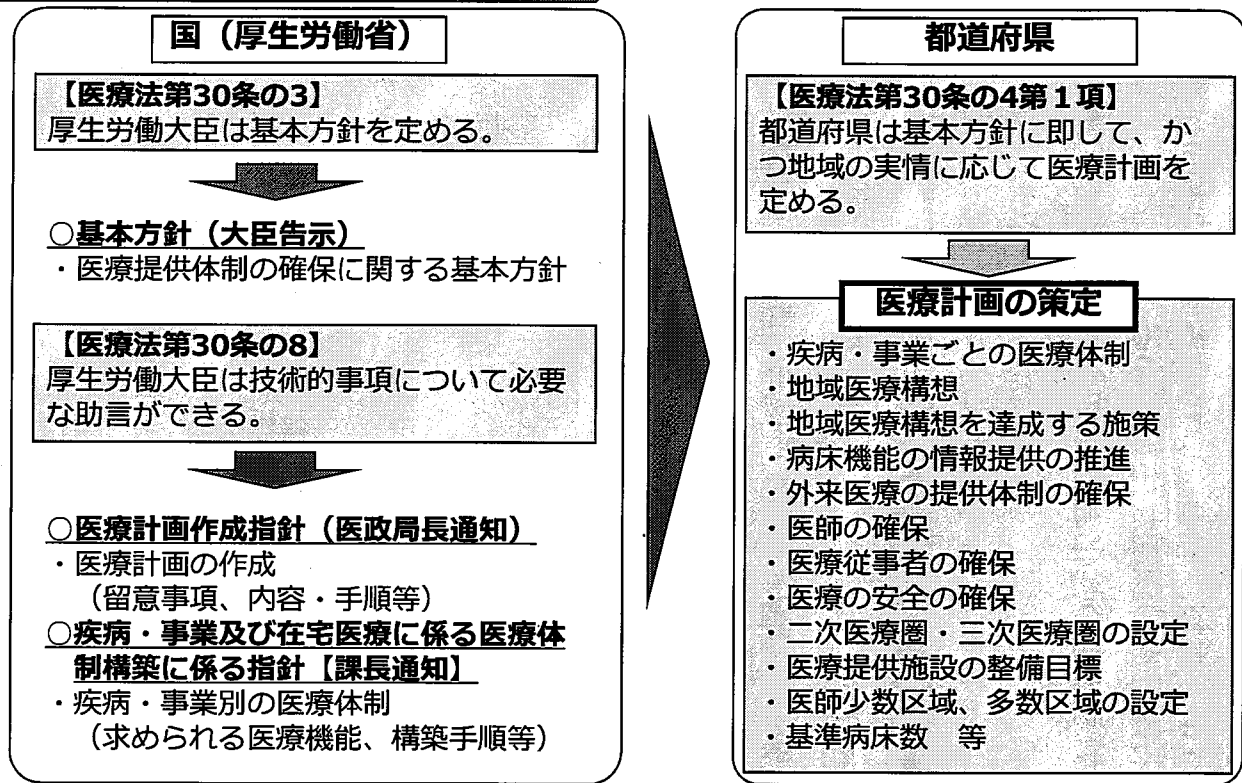 国（厚生労働省）
【医療法第30条の3】
厚生労働大臣は基本方針を定める。
○基本方針（大臣告示）
・医療提供体制の確保に関する基本方針
【医療法第30条の8】
厚生労働大臣は技術的事項について必要
な助言ができる。
○医療計画作成指針（医政局長通知）
・医療計画の作成
（留意事項、内容・手順等）
○疾病・事業及び在宅医療に係る医療体
制構築に係る指針【課長通知】
・疾病・事業別の医療体制
（求められる医療機能、構築手順等）
都道府県
【医療法第30条の4第１項】
都道府県は基本方針に即して、か
つ地域の実情に応じて医療計画を
定める。
医療計画の策定
・疾病・事業ごとの医療体制
・地域医療構想
・地域医療構想を達成する施策
・病床機能の情報提供の推進
・外来医療の提供体制の確保
・医師の確保
・医療従事者の確保
・医療の安全の確保
・二次医療圏・三次医療圏の設定
・医療提供施設の整備目標
・医師少数区域、多数区域の設定
・基準病床数　等